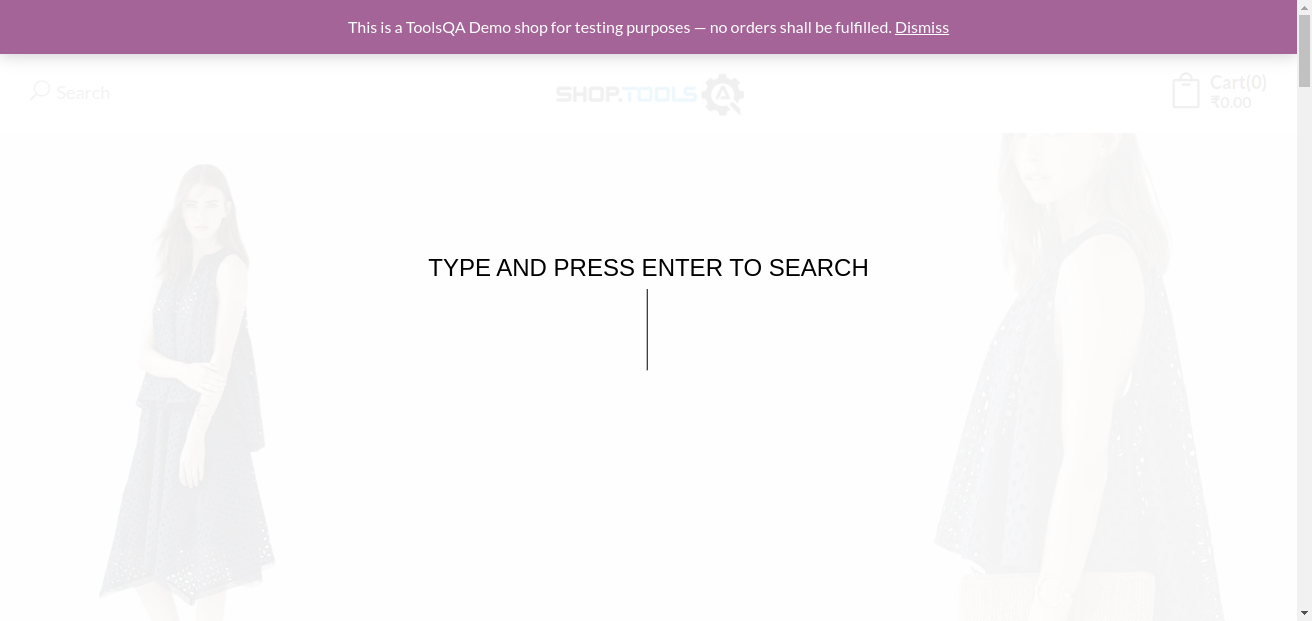 This is a ToolsQA Demo shop for testing purposes — no orders shall be fulfilled. Dismiss
Search
SHOP.TOOLS
Cart(0)
₹0.00
TYPE AND PRESS ENTER TO SEARCH